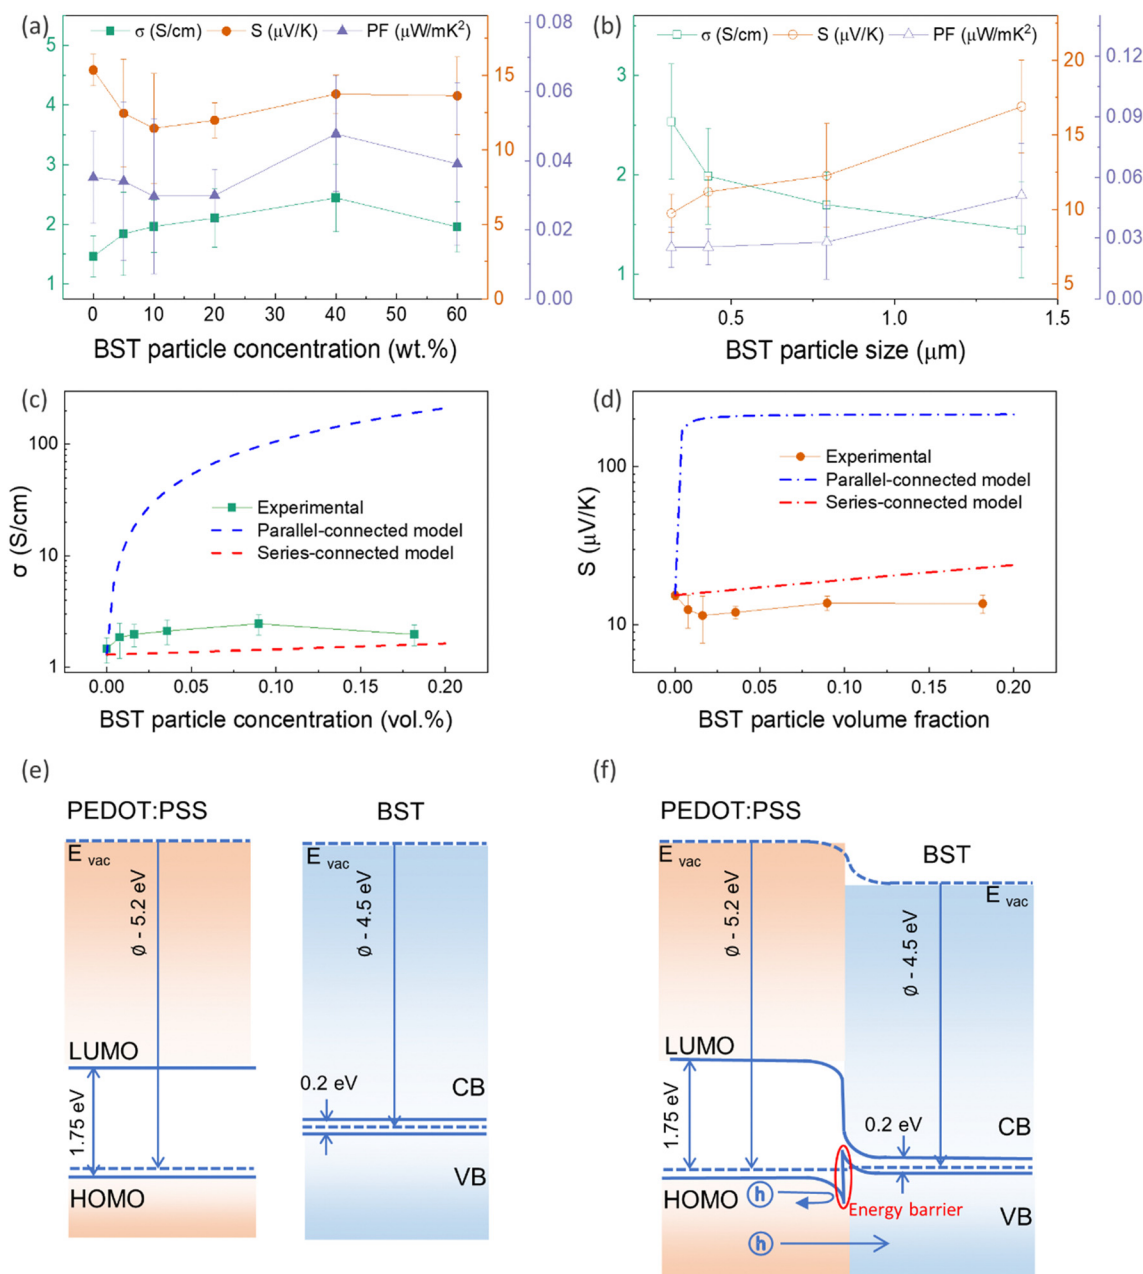 (a)
σ (S/cm) S (μV/K) PF (μW/mK²)
5
4
3
2
1
15
10
5
0
0.08
0.06
0.04
0.02
0.00
0 10 20 30 40 50 60
BST particle concentration (wt.%)
(b)
σ (S/cm) S (μV/K) PF (μW/mK²)
3
2
1
20
15
10
5
0.12
0.09
0.06
0.03
0.00
0.5 1.0 1.5
BST particle size (μm)
(c)
σ (S/cm)
100
10
1
Experimental
Parallel-connected model
Series-connected model
0.00 0.05 0.10 0.15 0.20
BST particle concentration (vol.%)
(d)
S (μV/K)
100
10
Experimental
Parallel-connected model
Series-connected model
0.00 0.05 0.10 0.15 0.20
BST particle volume fraction
(e)
PEDOT:PSS
BST
E vac
E vac
ø - 5.2 eV
ø - 4.5 eV
LUMO
1.75 eV
HOMO
0.2 eV
CB
VB
(f)
PEDOT:PSS
BST
E vac
E vac
ø - 5.2 eV
ø - 4.5 eV
LUMO
1.75 eV
HOMO
0.2 eV
CB
VB
h
Energy barrier
h